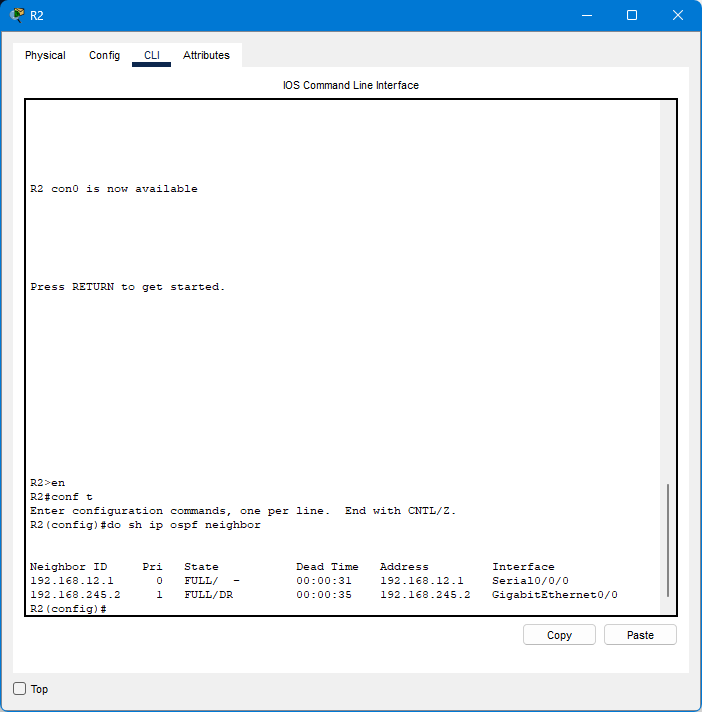 R2
Physical Config CLI Attributes
IOS Command Line Interface
R2 con0 is now available
Press RETURN to get started.
R2>en
R2#conf t
Enter configuration commands, one per line.  End with CNTL/Z.
R2(config)#do sh ip ospf neighbor
Neighbor ID     Pri   State           Dead Time   Address         Interface
192.168.12.1      0   FULL/  -        00:00:31    192.168.12.1    Serial0/0/0
192.168.245.2     1   FULL/DR         00:00:35    192.168.245.2   GigabitEthernet0/0
R2(config)#
Copy Paste
Top